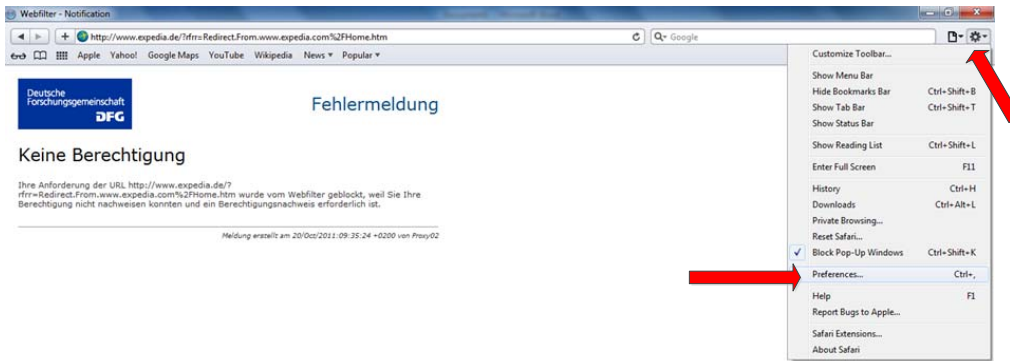 Webfilter - Notification
http://www.expedia.de/?rfrr=Redirect.From.www.expedia.com%2FHome.htm
Google
Apple Yahoo! Google Maps YouTube Wikipedia News Popular
Deutsche
Forschungsgemeinschaft
DFG
Fehlermeldung
Keine Berechtigung
Ihre Anforderung der URL http://www.expedia.de/?
rfrr=Redirect.From.www.expedia.com%2FHome.htm wurde vom Webfilter geblockt, weil Sie Ihre
Berechtigung nicht nachweisen konnten und ein Berechtigungsnachweis erforderlich ist.
Meldung erstellt am 20/Oct/2011:09:35:24 +0200 von Proxy02
Customize Toolbar...
Show Menu Bar
Hide Bookmarks Bar Ctrl+Shift+B
Show Tab Bar Ctrl+Shift+T
Show Status Bar
Show Reading List Ctrl+Shift+L
Enter Full Screen F11
History Ctrl+H
Downloads Ctrl+Alt+L
Private Browsing...
Reset Safari...
Block Pop-Up Windows Ctrl+Shift+K
Preferences... Ctrl+,
Help F1
Report Bugs to Apple...
Safari Extensions...
About Safari